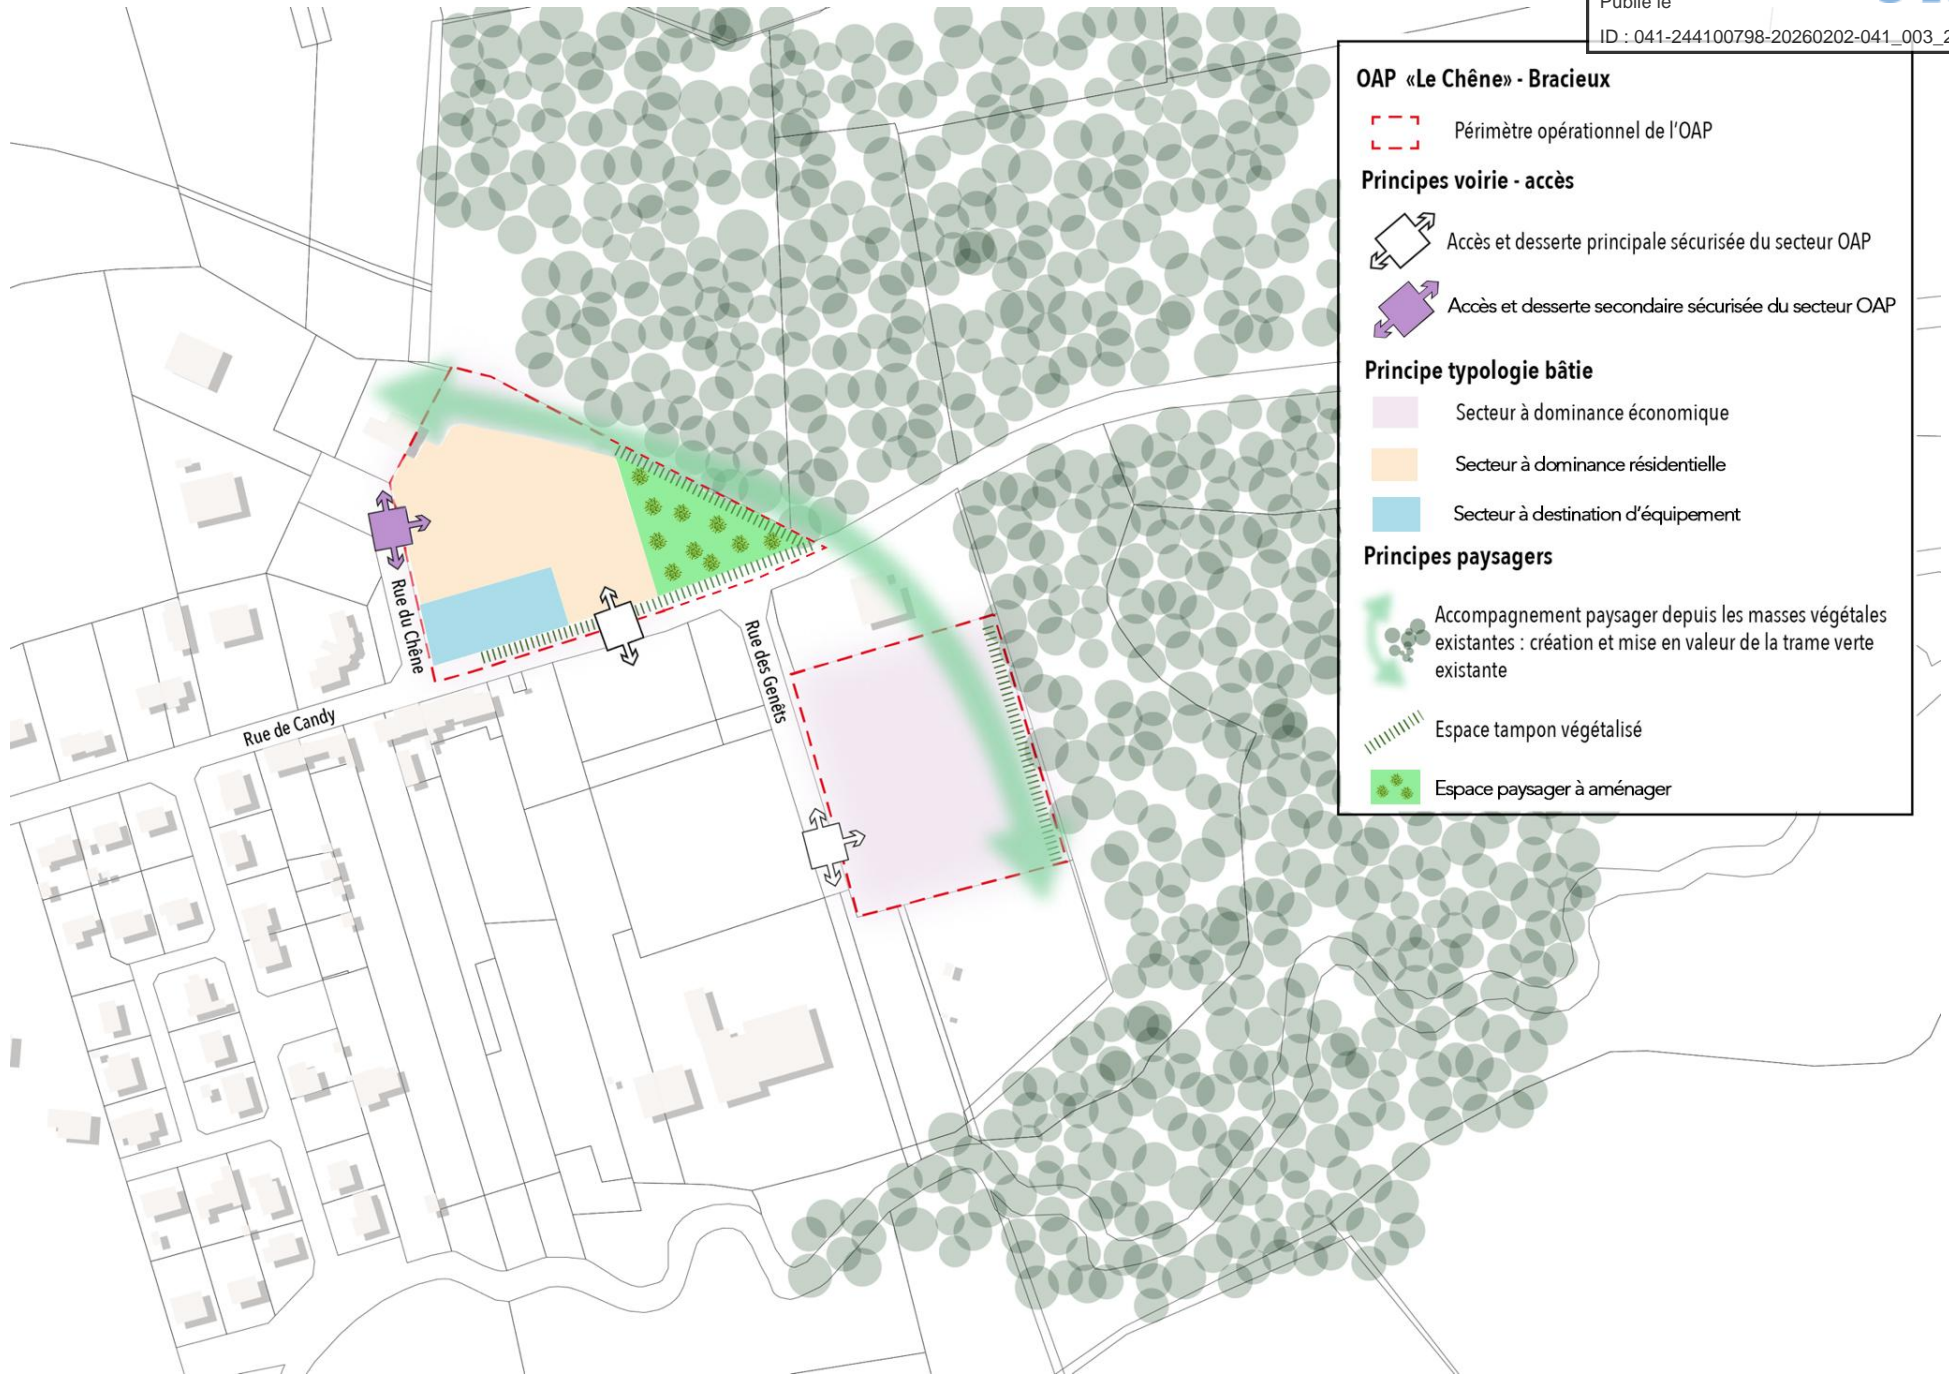 Publié le
ID : 041-244100798-20260202-041_003_2
OAP «Le Chêne» - Bracieux
Périmètre opérationnel de l'OAP
Principes voirie - accès
Accès et desserte principale sécurisée du secteur OAP
Accès et desserte secondaire sécurisée du secteur OAP
Principe typologie bâtie
Secteur à dominance économique
Secteur à dominance résidentielle
Secteur à destination d'équipement
Principes paysagers
Accompagnement paysager depuis les masses végétales
existantes : création et mise en valeur de la trame verte
existante
Espace tampon végétalisé
Espace paysager à aménager
Rue du Chêne
Rue des Genêts
Rue de Candy